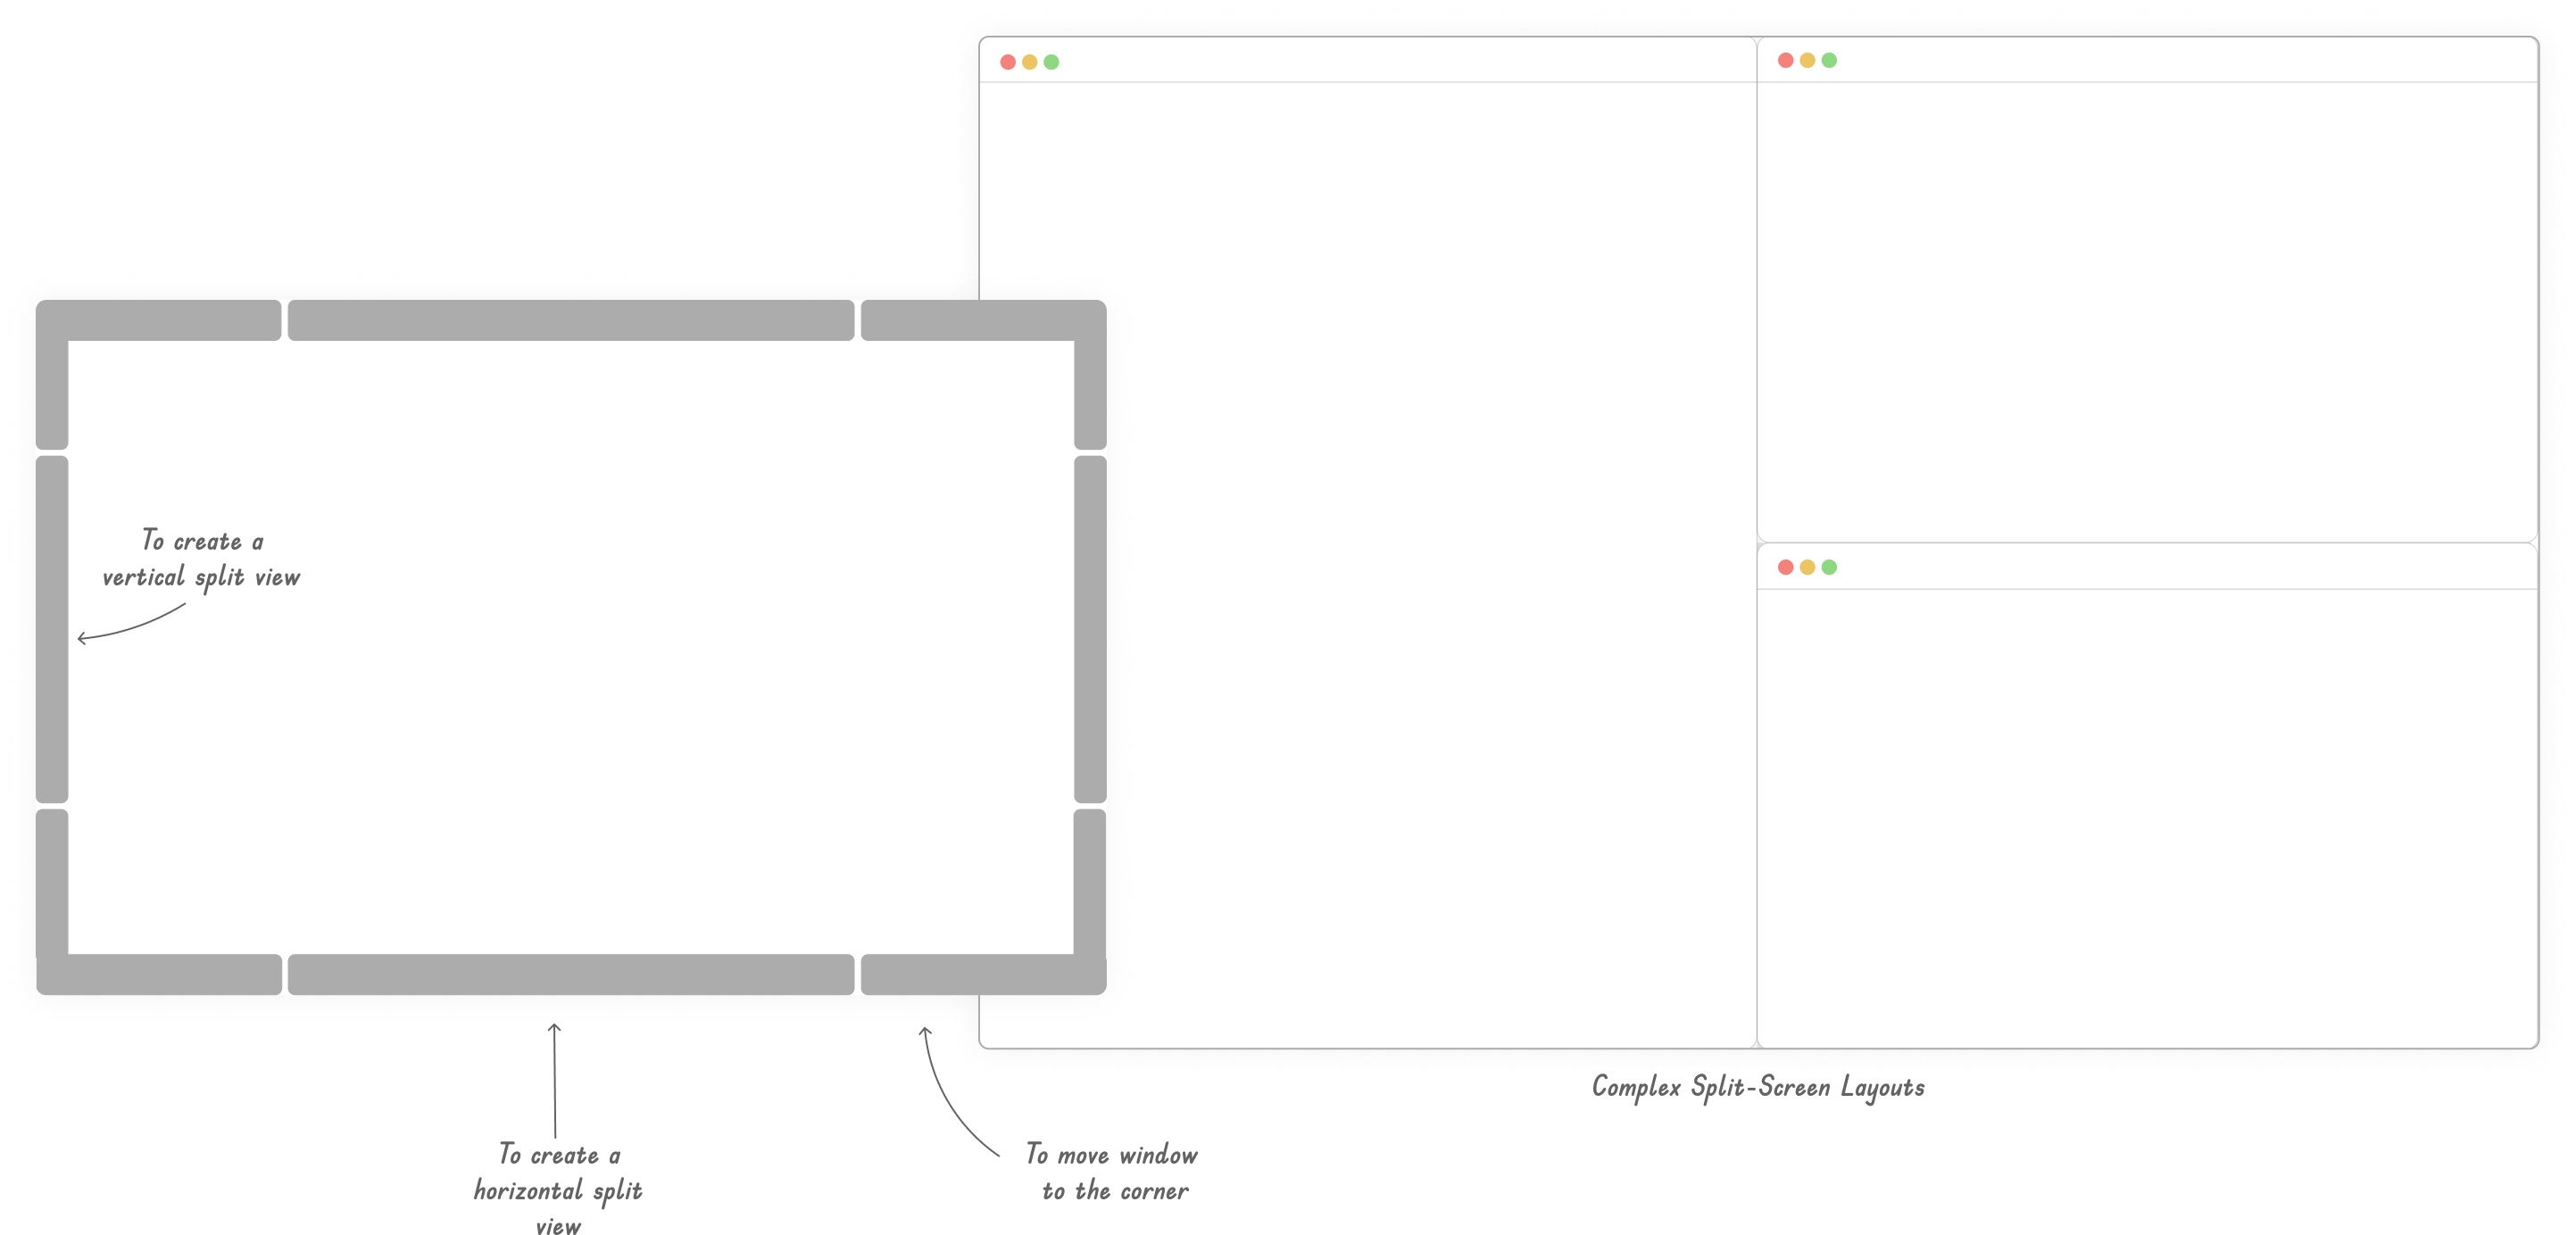 To create a
vertical split view
Complex Split-Screen Layouts
To create a
horizontal split
view
To move window
to the corner